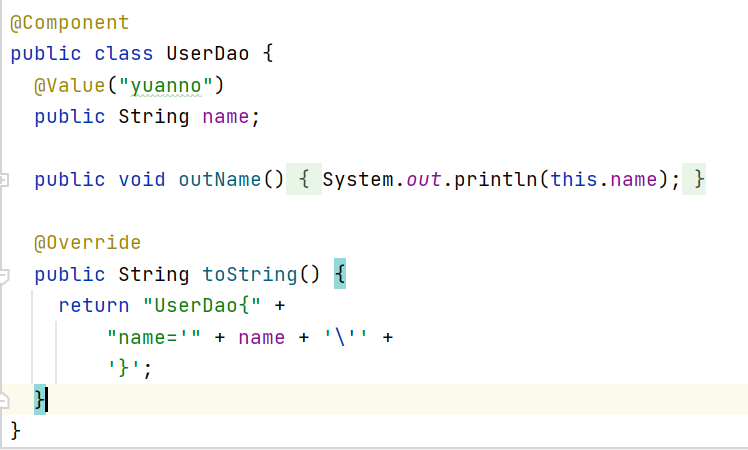 @Component
public class UserDao {
@Value("yuanno")
public String name;
public void outName() { System.out.println(this.name); }
@Override
public String toString() {
return "UserDao{" +
"name='" + name + '\'' +
'}';
}
}